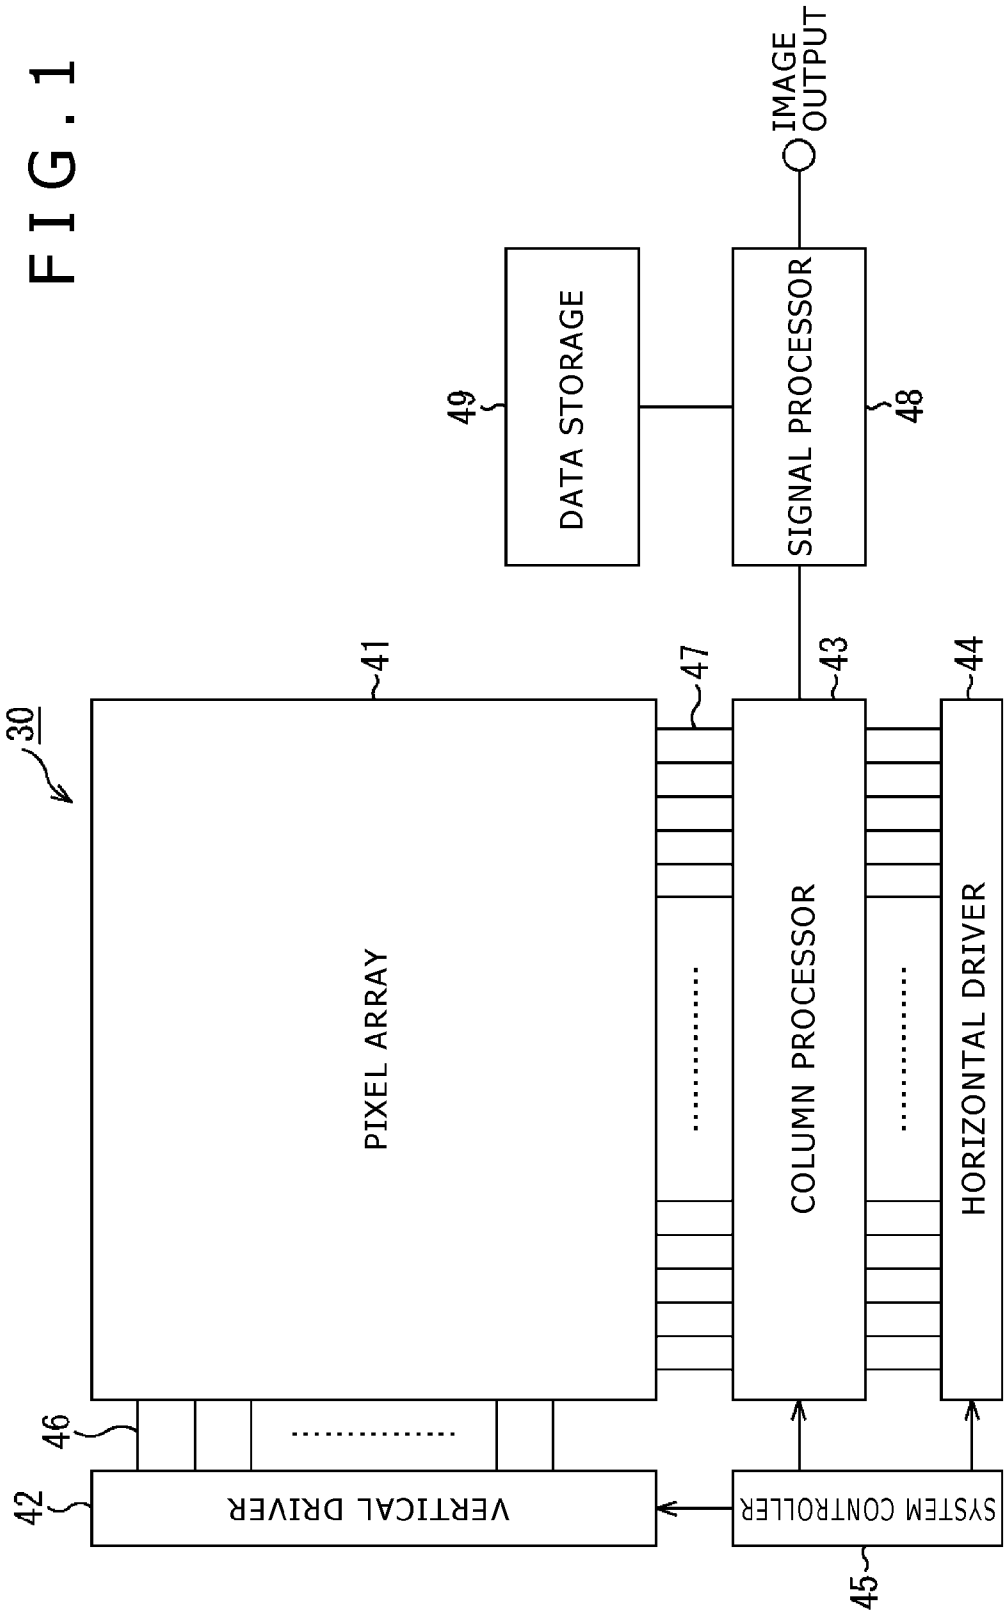 FIG. 1
30
42
46
41
VERTICAL DRIVER
PIXEL ARRAY
49
DATA STORAGE
47
45
SYSTEM CONTROLLER
COLUMN PROCESSOR
43
SIGNAL PROCESSOR
48
IMAGE
OUTPUT
HORIZONTAL DRIVER
44